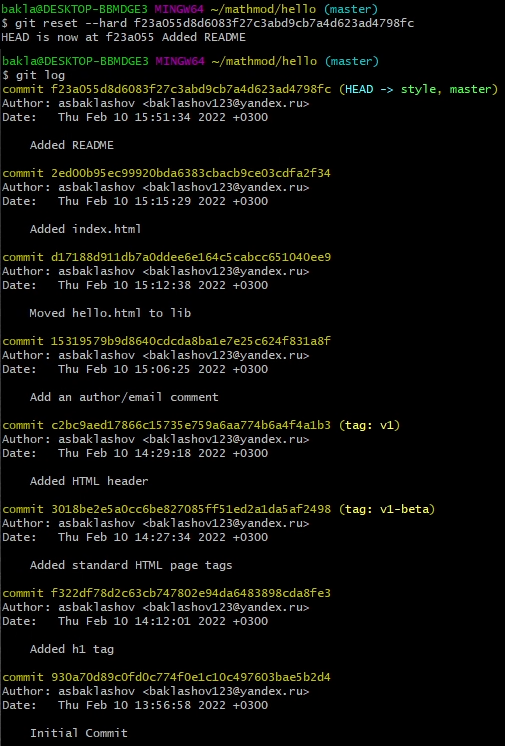 bakla@DESKTOP-BBMDGE3 MINGW64 ~/mathmod/hello (master)
$ git reset --hard f23a055d8d6083f27c3abd9cb7a4d623ad4798fc
HEAD is now at f23a055 Added README
bakla@DESKTOP-BBMDGE3 MINGW64 ~/mathmod/hello (master)
$ git log
commit f23a055d8d6083f27c3abd9cb7a4d623ad4798fc (HEAD -> style, master)
Author: asbaklashov <baklashov123@yandex.ru>
Date:   Thu Feb 10 15:51:34 2022 +0300
Added README
commit 2ed00b95ec99920bda6383cbacb9ce03cdfa2f34
Author: asbaklashov <baklashov123@yandex.ru>
Date:   Thu Feb 10 15:15:29 2022 +0300
Added index.html
commit d17188d911db7a0ddee6e164c5cabcc651040ee9
Author: asbaklashov <baklashov123@yandex.ru>
Date:   Thu Feb 10 15:12:38 2022 +0300
Moved hello.html to lib
commit 15319579b9d8640cdcda8ba1e7e25c624f831a8f
Author: asbaklashov <baklashov123@yandex.ru>
Date:   Thu Feb 10 15:06:25 2022 +0300
Add an author/email comment
commit c2bc9aed17866c15735e759a6aa774b6a4f4a1b3 (tag: v1)
Author: asbaklashov <baklashov123@yandex.ru>
Date:   Thu Feb 10 14:29:18 2022 +0300
Added HTML header
commit 3018be2e5a0cc6be827085ff51ed2a1da5af2498 (tag: v1-beta)
Author: asbaklashov <baklashov123@yandex.ru>
Date:   Thu Feb 10 14:27:34 2022 +0300
Added standard HTML page tags
commit f322df78d2c63cb747802e94da6483898cda8fe3
Author: asbaklashov <baklashov123@yandex.ru>
Date:   Thu Feb 10 14:12:01 2022 +0300
Added h1 tag
commit 930a70d89c0fd0c774f0e1c10c497603bae5b2d4
Author: asbaklashov <baklashov123@yandex.ru>
Date:   Thu Feb 10 13:56:58 2022 +0300
Initial Commit